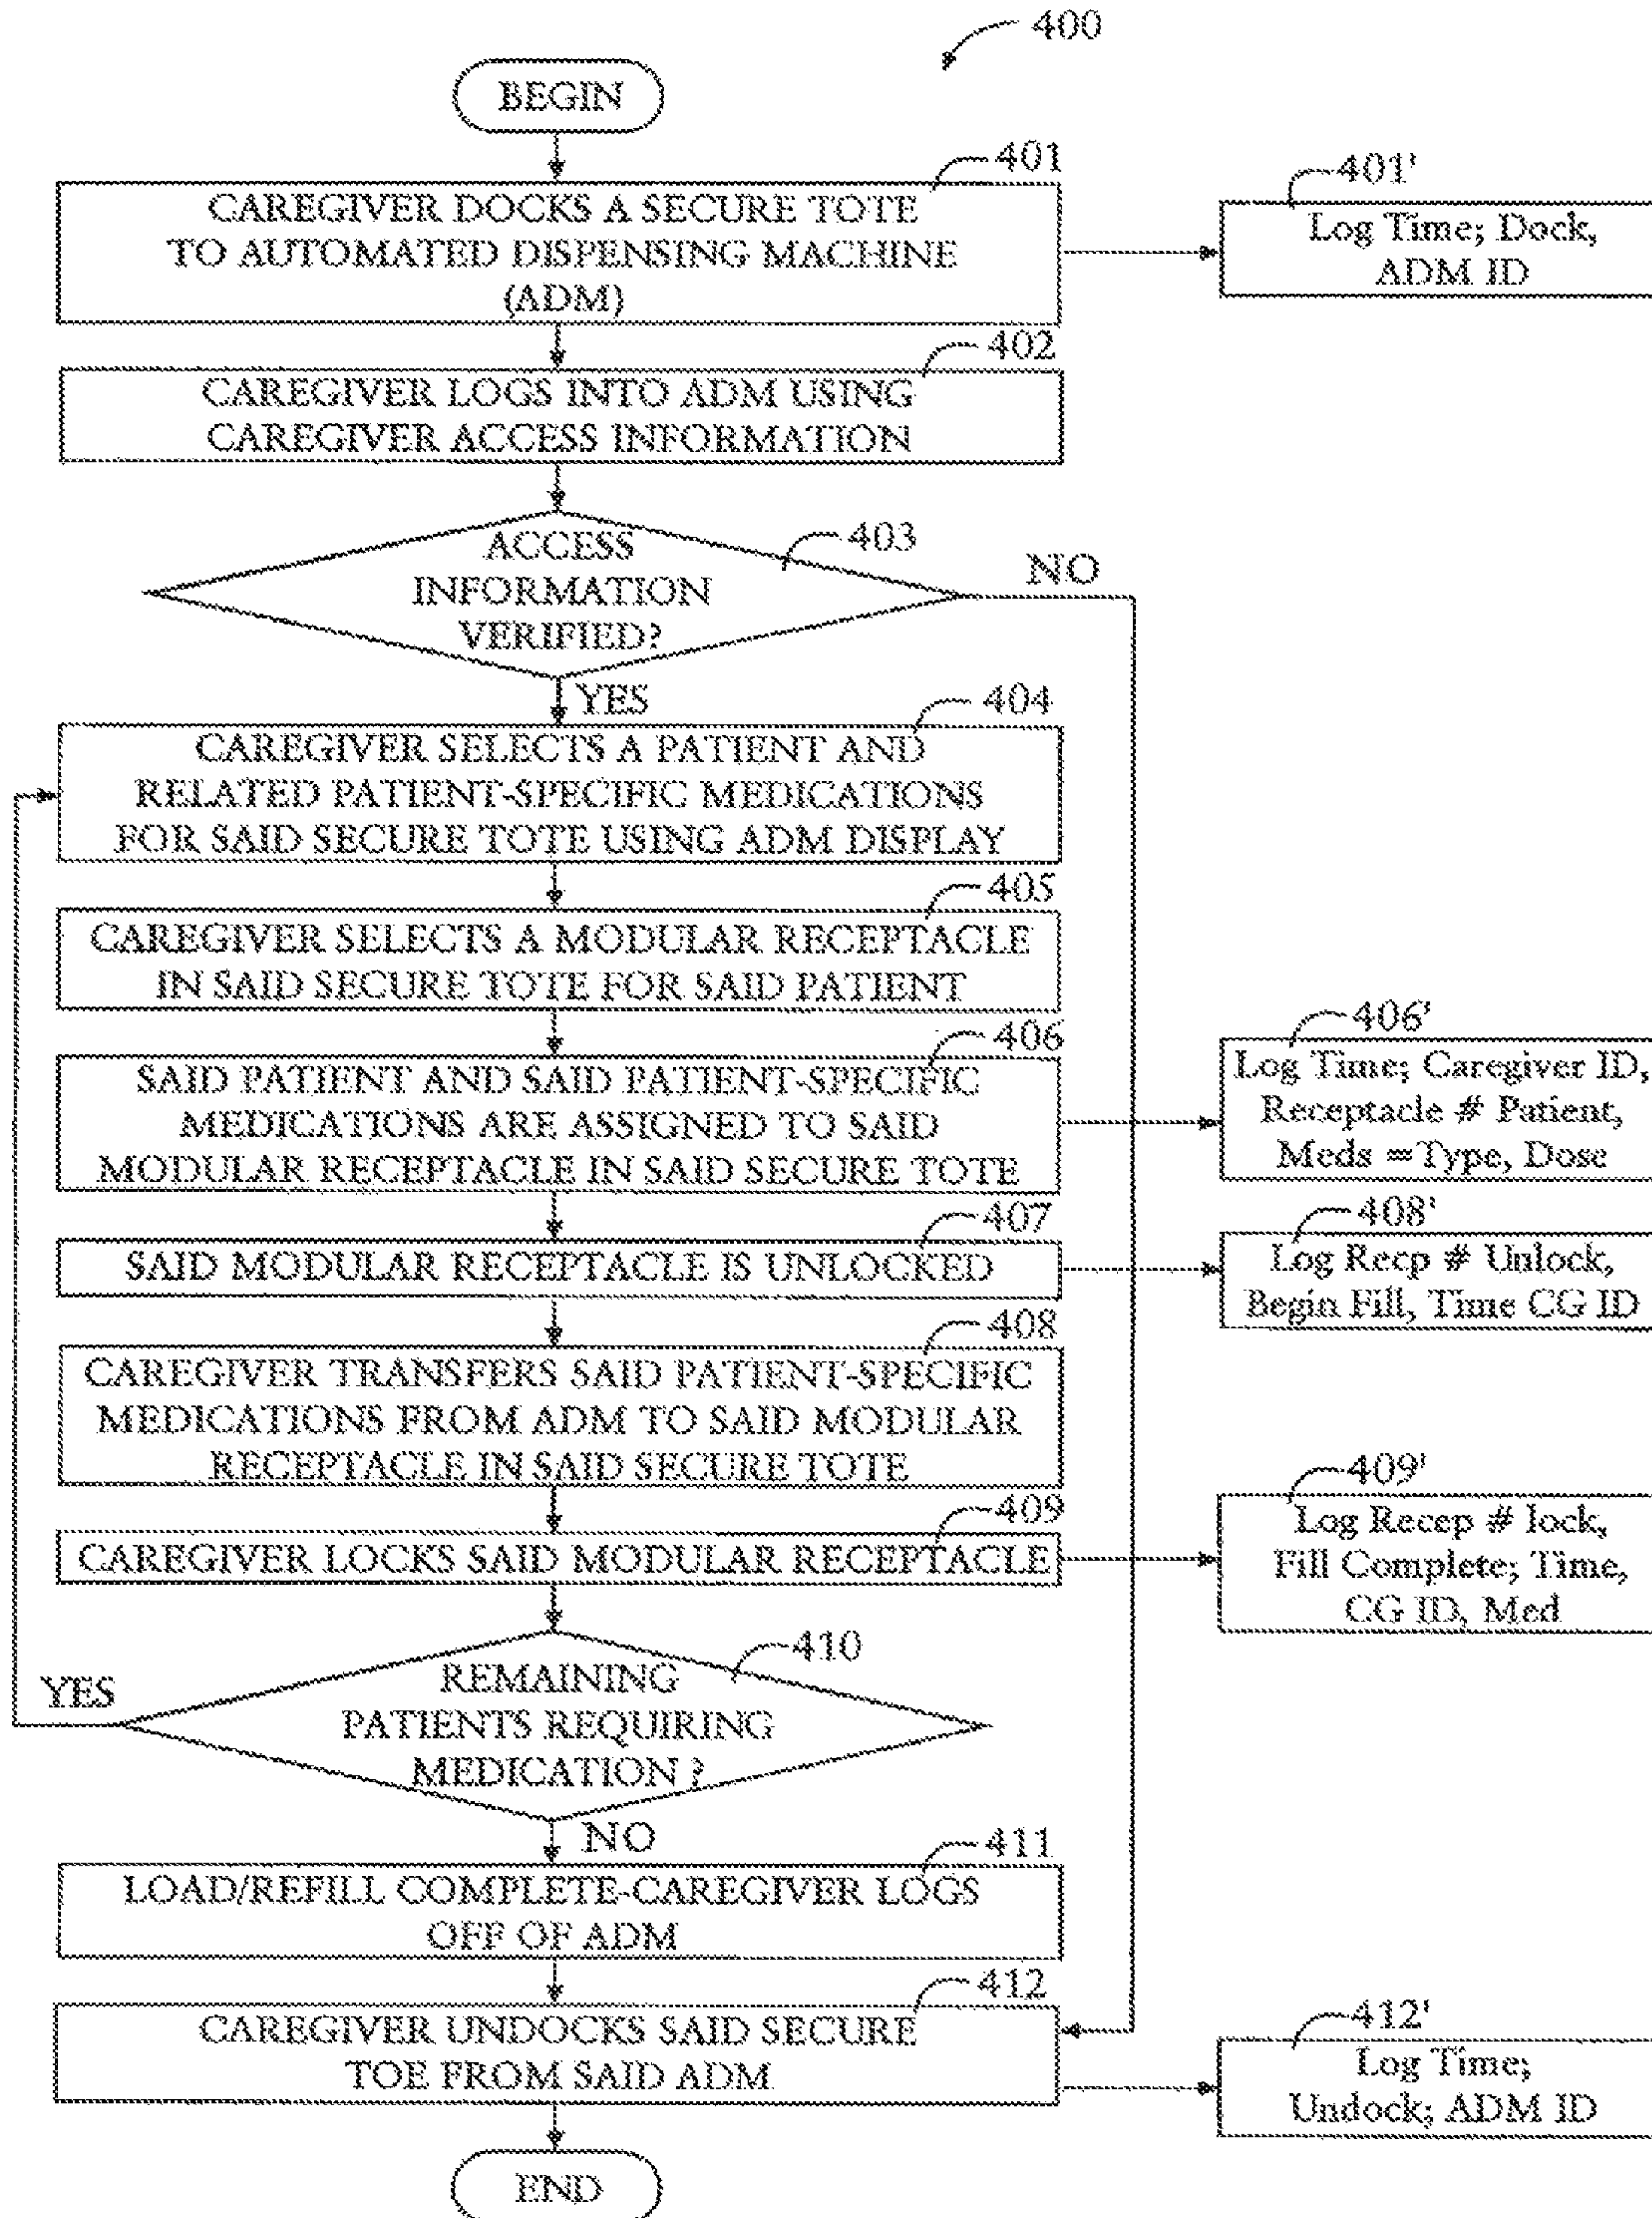 400
BEGIN
401
CAREGIVER DOCKS A SECURE TOTE
TO AUTOMATED DISPENSING MACHINE
(ADM)
401'
Log Time; Dock,
ADM ID
402
CAREGIVER LOGS INTO ADM USING
CAREGIVER ACCESS INFORMATION
403
ACCESS
INFORMATION
VERIFIED?
NO
YES
404
CAREGIVER SELECTS A PATIENT AND
RELATED PATIENT-SPECIFIC MEDICATIONS
FOR SAID SECURE TOTE USING ADM DISPLAY
405
CAREGIVER SELECTS A MODULAR RECEPTACLE
IN SAID SECURE TOTE FOR SAID PATIENT
406
SAID PATIENT AND SAID PATIENT-SPECIFIC
MEDICATIONS ARE ASSIGNED TO SAID
MODULAR RECEPTACLE IN SAID SECURE TOTE
406'
Log Time; Caregiver ID,
Receptacle # Patient,
Meds = Type, Dose
407
SAID MODULAR RECEPTACLE IS UNLOCKED
408'
Log Recp # Unlock,
Begin Fill, Time CG ID
408
CAREGIVER TRANSFERS SAID PATIENT-SPECIFIC
MEDICATIONS FROM ADM TO SAID MODULAR
RECEPTACLE IN SAID SECURE TOTE
409
CAREGIVER LOCKS SAID MODULAR RECEPTACLE
409'
Log Recep # lock,
Fill Complete; Time,
CG ID, Med
410
REMAINING
PATIENTS REQUIRING
MEDICATION ?
YES
NO
411
LOAD/REFILL COMPLETE-CAREGIVER LOGS
OFF OF ADM
412
CAREGIVER UNDOCKS SAID SECURE
TOE FROM SAID ADM
412'
Log Time;
Undock; ADM ID
END